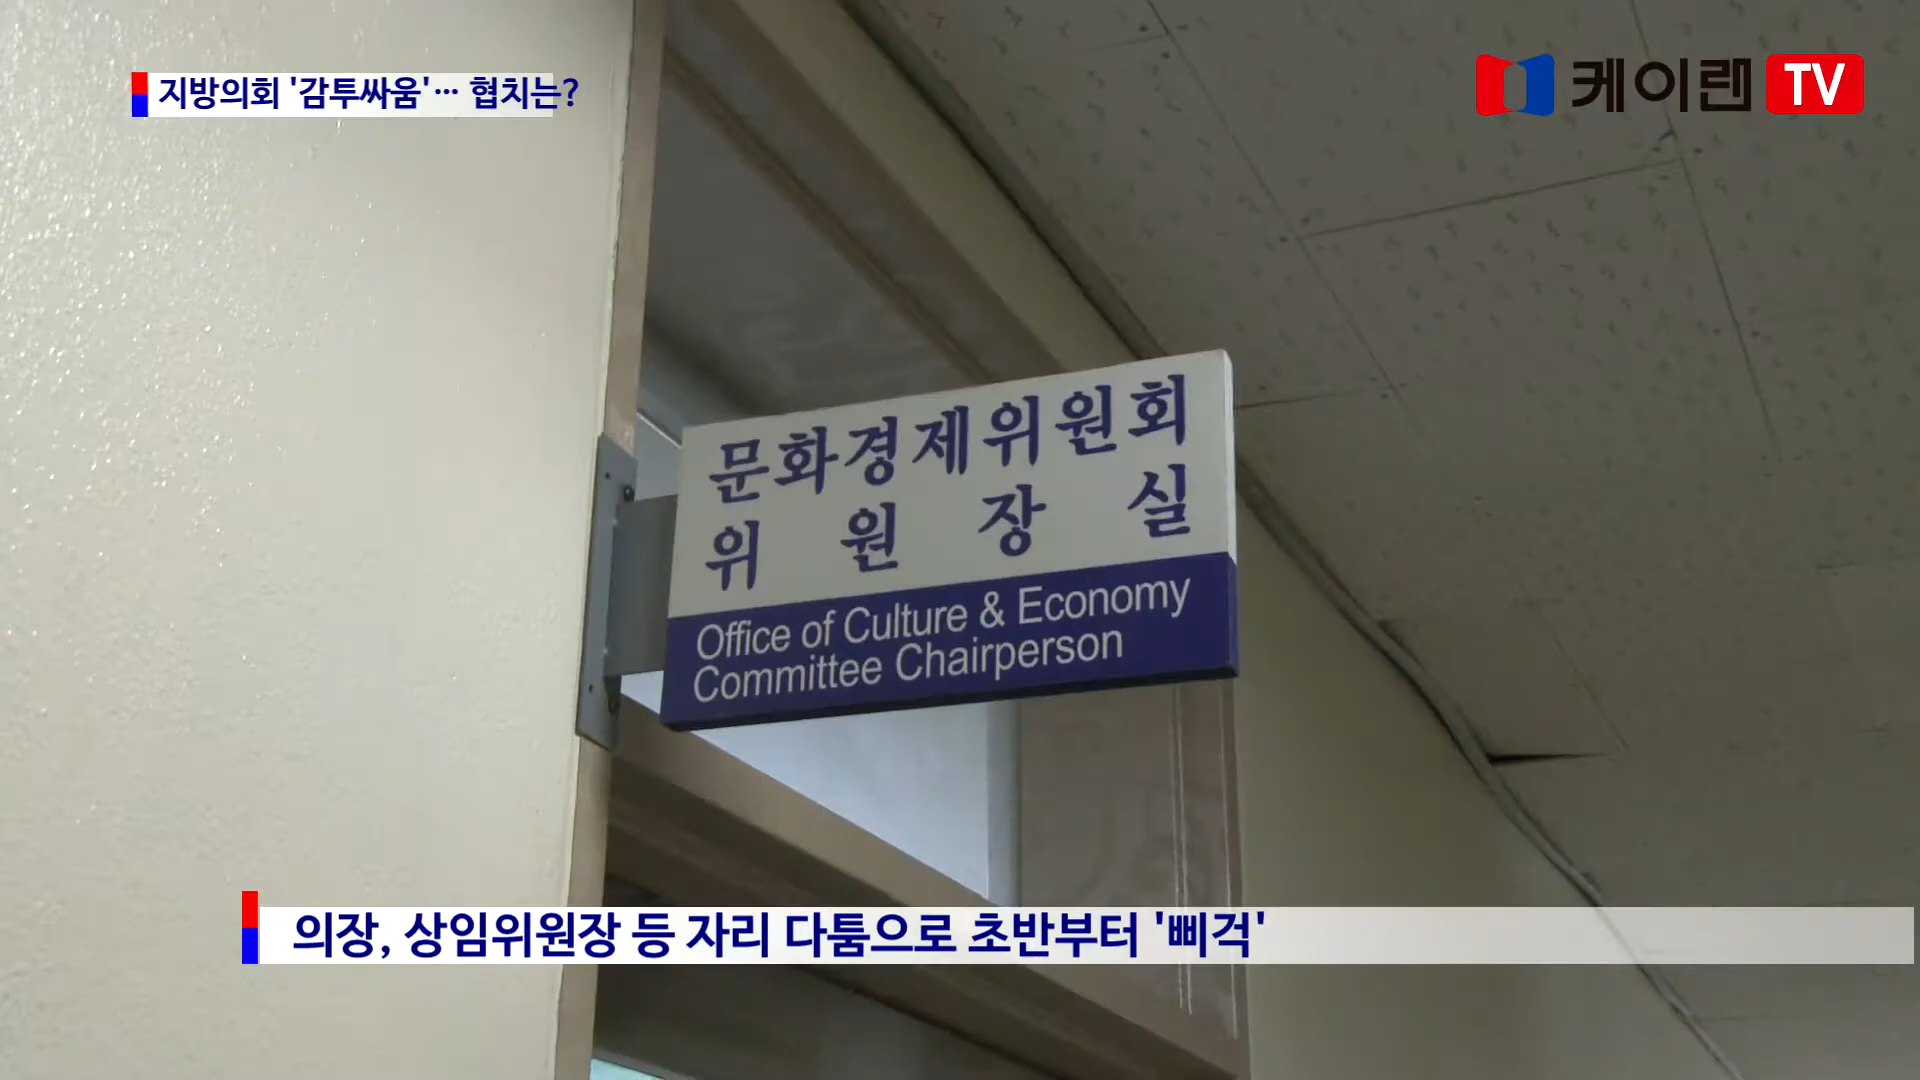 지방의회 '감투싸움'… 협치는?
케이랜 TV
문화경제위원회
위원장실
Office of Culture & Economy
Committee Chairperson
의장, 상임위원장 등 자리 다툼으로 초반부터 '삐걱'